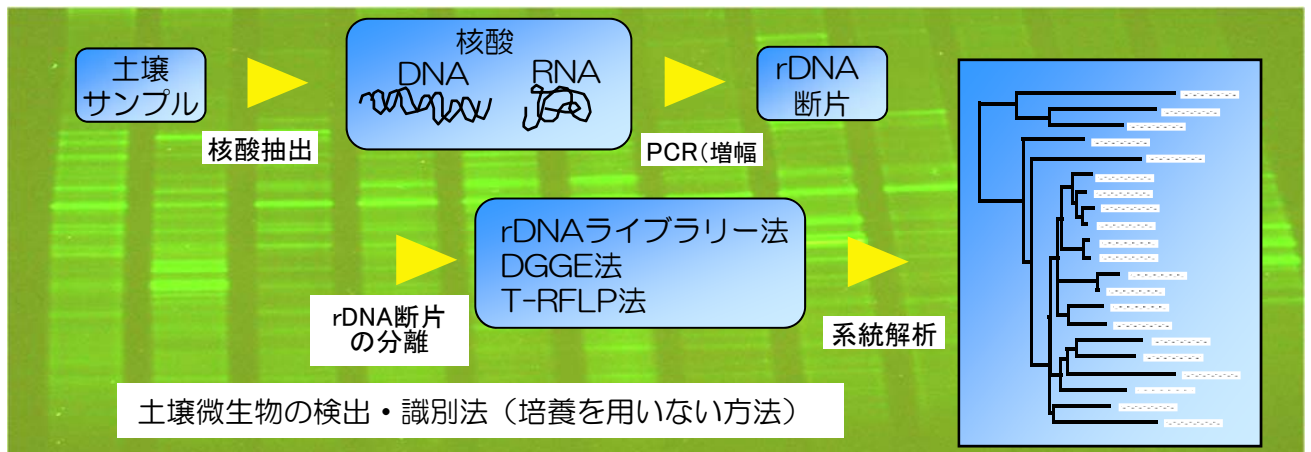 土壌
サンプル
核酸抽出
核酸
DNA
RNA
PCR(増幅
rDNA
断片
rDNA断片
の分離
rDNAライブラリー法
DGGE法
T-RFLP法
系統解析
土壌微生物の検出・識別法（培養を用いない方法）